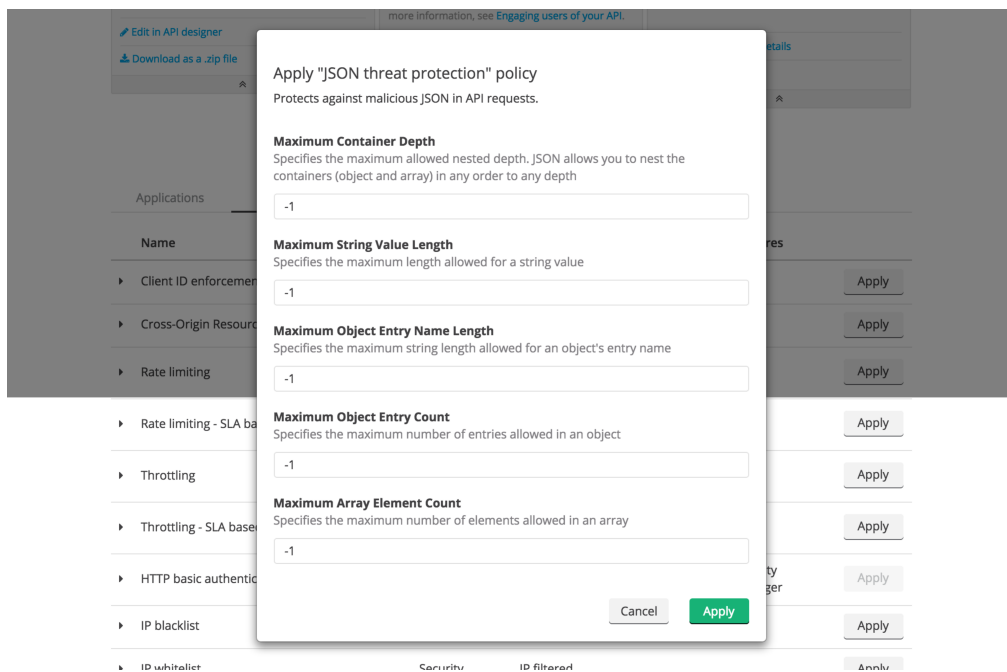 more information, see Engaging users of your API.
Edit in API designer
Download as a .zip file
etails
Apply "JSON threat protection" policy
Protects against malicious JSON in API requests.
Maximum Container Depth
Specifies the maximum allowed nested depth. JSON allows you to nest the
containers (object and array) in any order to any depth
-1
Maximum String Value Length
Specifies the maximum length allowed for a string value
-1
Maximum Object Entry Name Length
Specifies the maximum string length allowed for an object's entry name
-1
Maximum Object Entry Count
Specifies the maximum number of entries allowed in an object
-1
Maximum Array Element Count
Specifies the maximum number of elements allowed in an array
-1
Cancel Apply
Applications
Name res
Client ID enforcemen Apply
Cross-Origin Resourc Apply
Rate limiting Apply
Rate limiting - SLA ba Apply
Throttling Apply
Throttling - SLA base Apply
HTTP basic authentic ty
ger Apply
IP blacklist Apply
IP whitelist Security IP filtered Apply